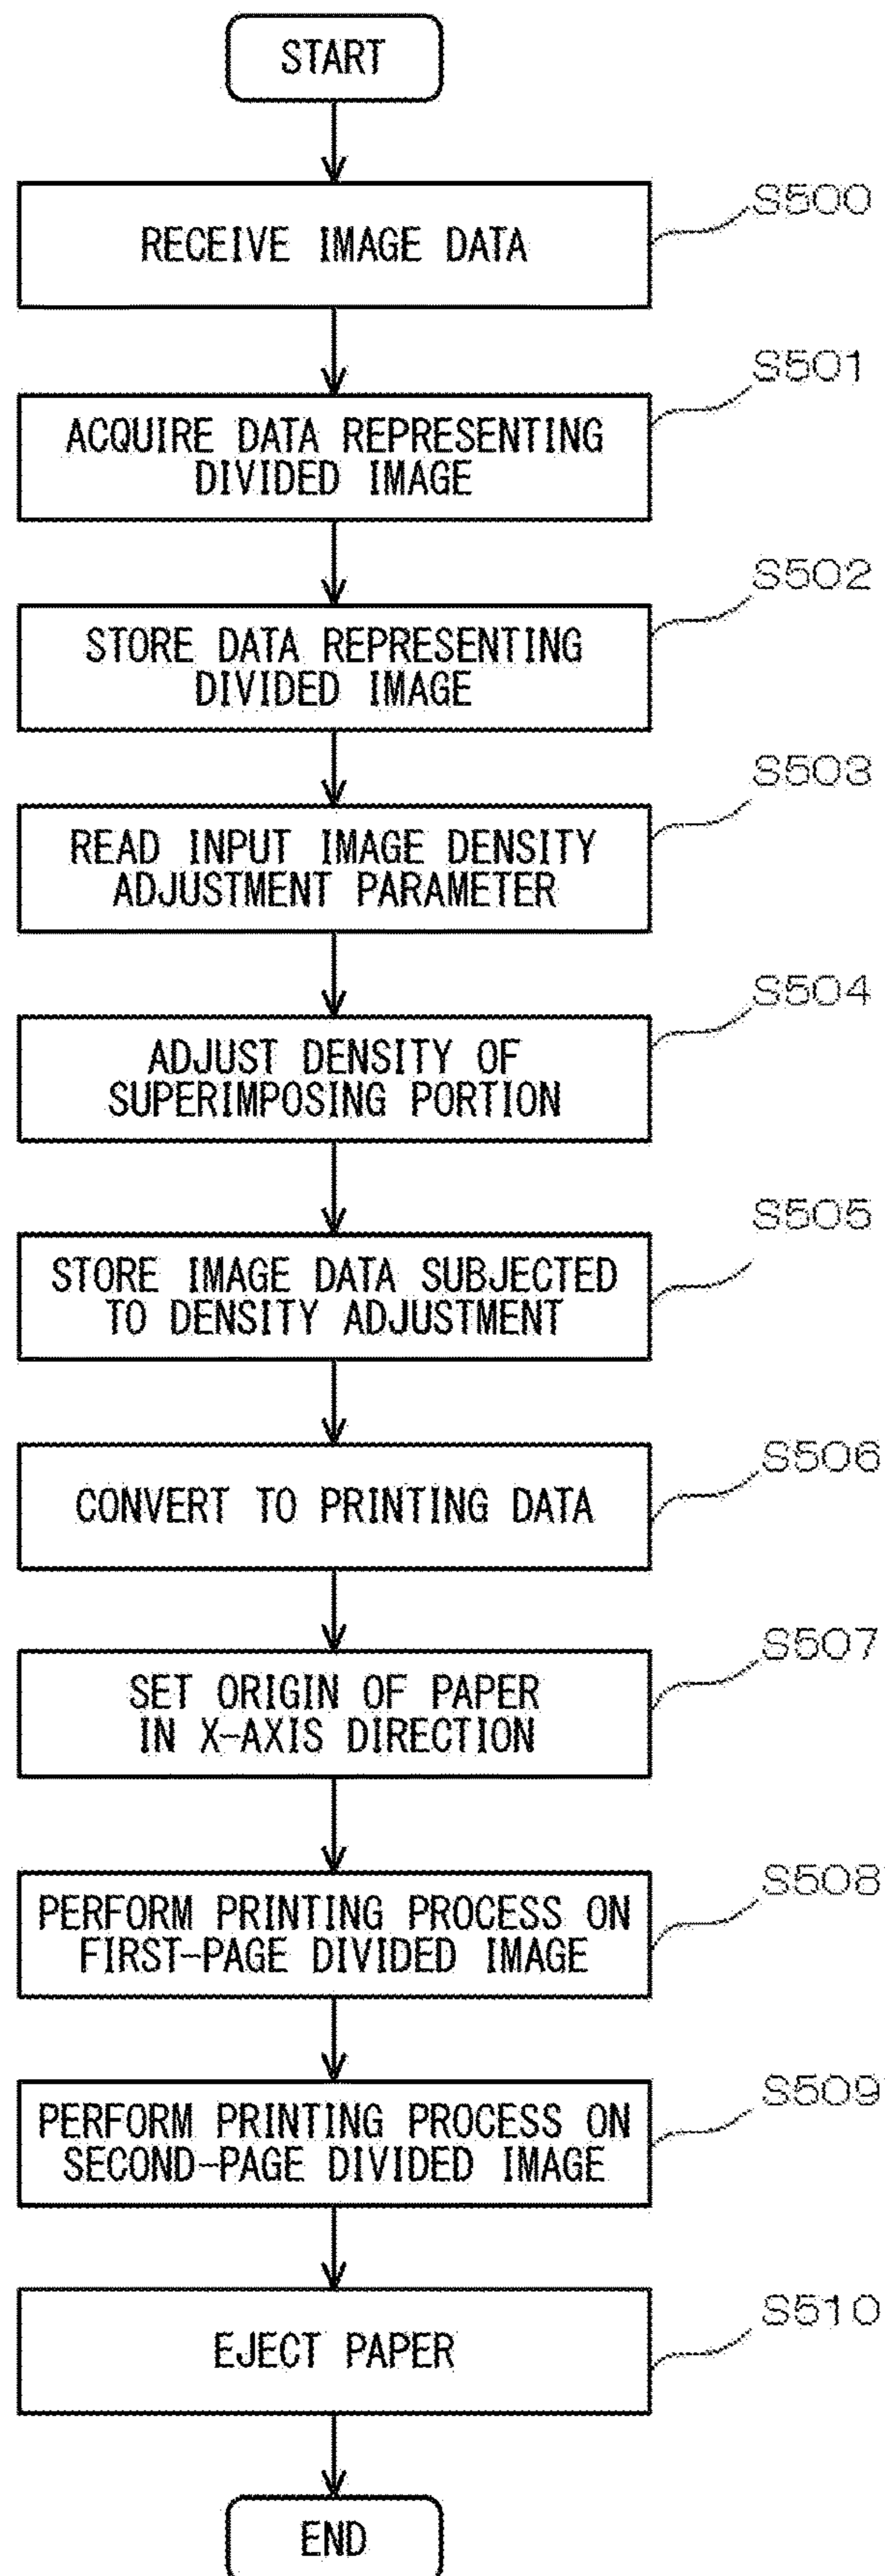 START
RECEIVE IMAGE DATA
S500
ACQUIRE DATA REPRESENTING
DIVIDED IMAGE
S501
STORE DATA REPRESENTING
DIVIDED IMAGE
S502
READ INPUT IMAGE DENSITY
ADJUSTMENT PARAMETER
S503
ADJUST DENSITY OF
SUPERIMPOSING PORTION
S504
STORE IMAGE DATA SUBJECTED
TO DENSITY ADJUSTMENT
S505
CONVERT TO PRINTING DATA
S506
SET ORIGIN OF PAPER
IN X-AXIS DIRECTION
S507
PERFORM PRINTING PROCESS ON
FIRST-PAGE DIVIDED IMAGE
S508
PERFORM PRINTING PROCESS ON
SECOND-PAGE DIVIDED IMAGE
S509
EJECT PAPER
S510
END